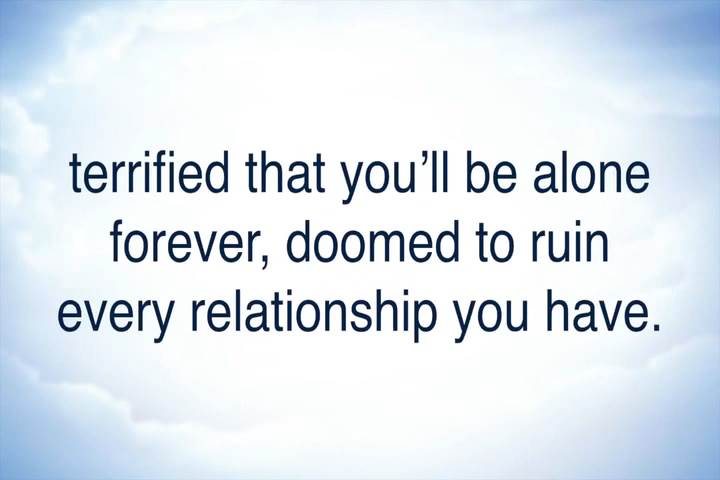 terrified that you’ll be alone
forever, doomed to ruin
every relationship you have.